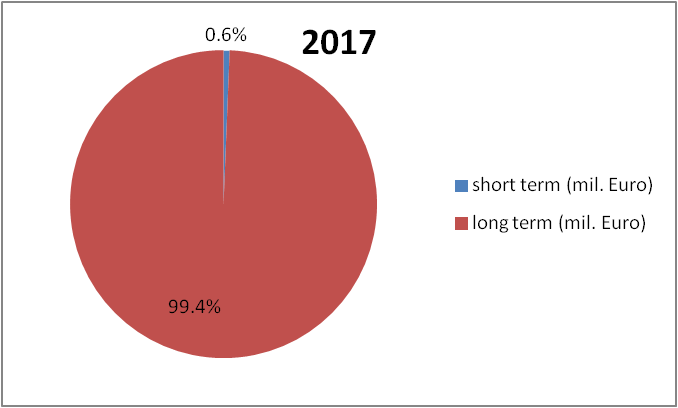 0.6%
2017
short term (mil. Euro)
long term (mil. Euro)
99.4%